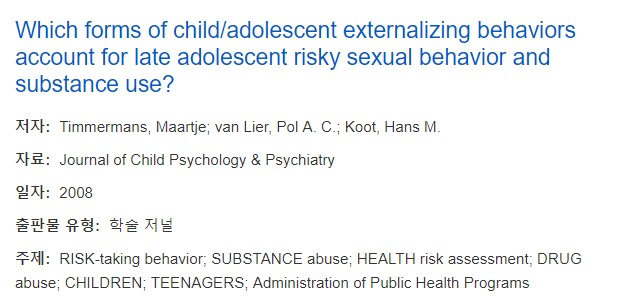 Which forms of child/adolescent externalizing behaviors
account for late adolescent risky sexual behavior and
substance use?
저자: Timmermans, Maartje; van Lier, Pol A. C.; Koot, Hans M.
자료: Journal of Child Psychology & Psychiatry
일자: 2008
출판물 유형: 학술 저널
주제: RISK-taking behavior; SUBSTANCE abuse; HEALTH risk assessment; DRUG
abuse; CHILDREN; TEENAGERS; Administration of Public Health Programs